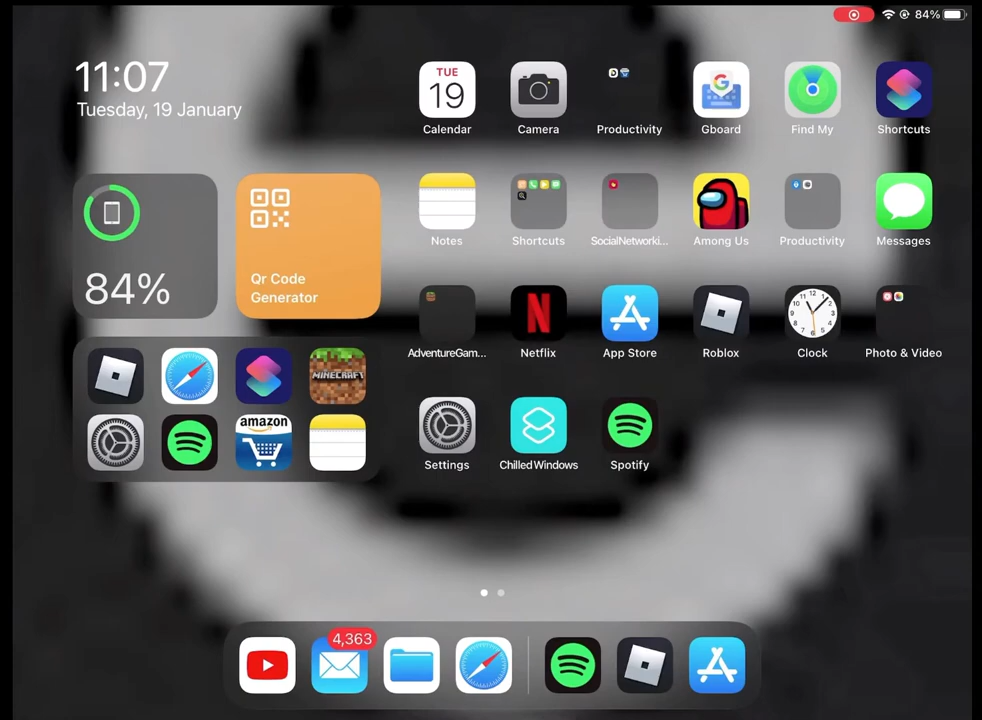 84%
11:07
Tuesday, 19 January
TUE
19
Calendar
Camera
Productivity
Gboard
Find My
Shortcuts
84%
Qr Code
Generator
Notes
Shortcuts
SocialNetworki...
Among Us
Productivity
Messages
AdventureGam...
Netflix
App Store
Roblox
Clock
Photo & Video
MINECRAFT
amazon
Settings
ChilledWindows
Spotify
4,363